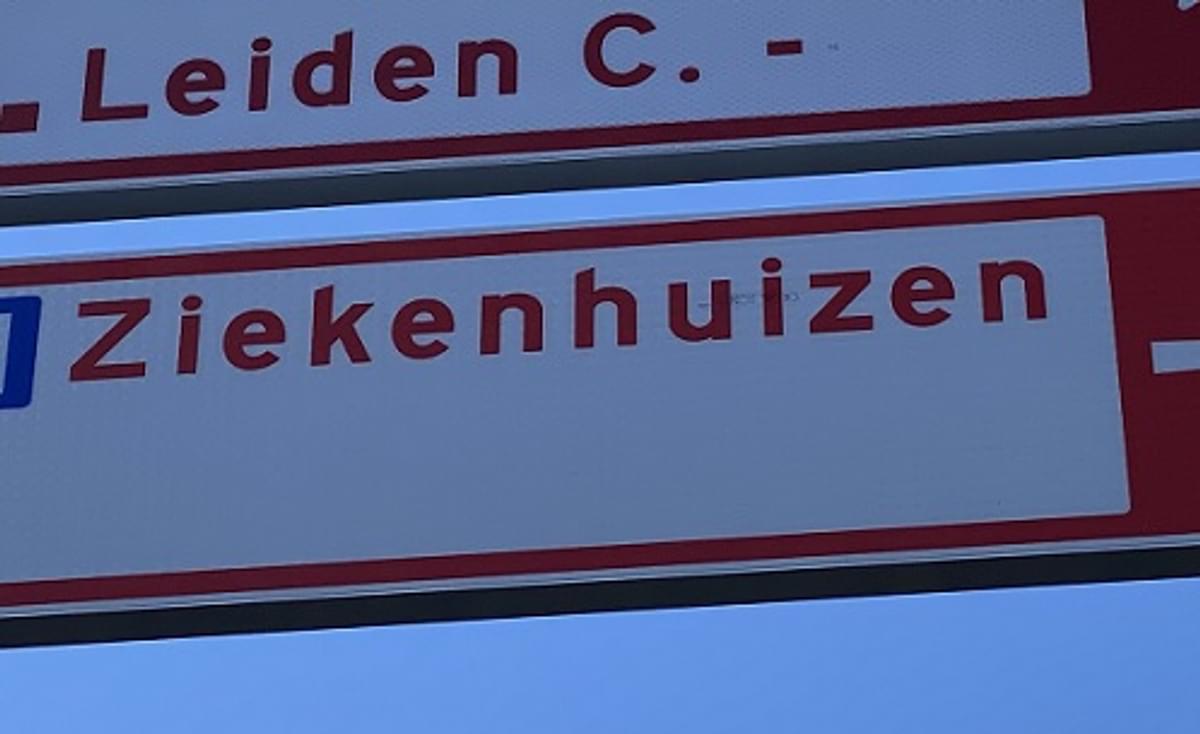 Leiden C. -
Ziekenhuizen